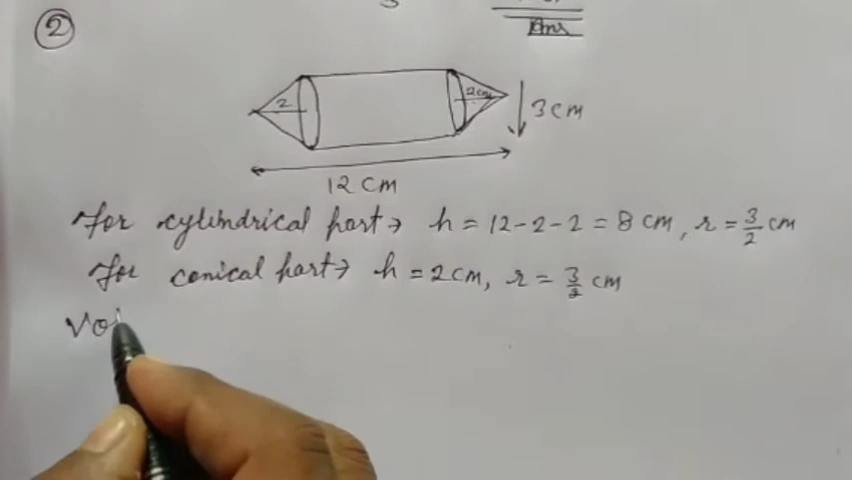 Ans
②
2
2cm
3 cm
12 cm
For cylindrical part → h = 12-2-2 = 8 cm, r = 3/2 cm
for conical part → h = 2cm, r = 3/2 cm
Vo